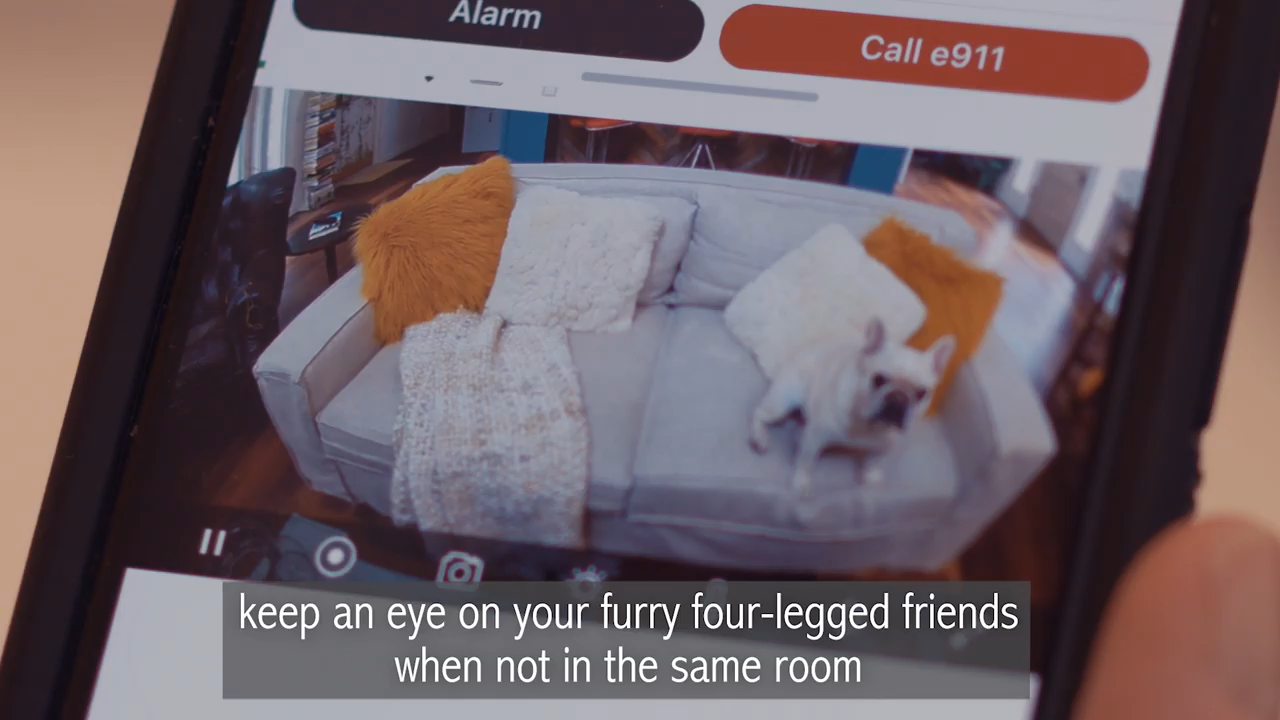 Alarm
Call e911
keep an eye on your furry four-legged friends
when not in the same room